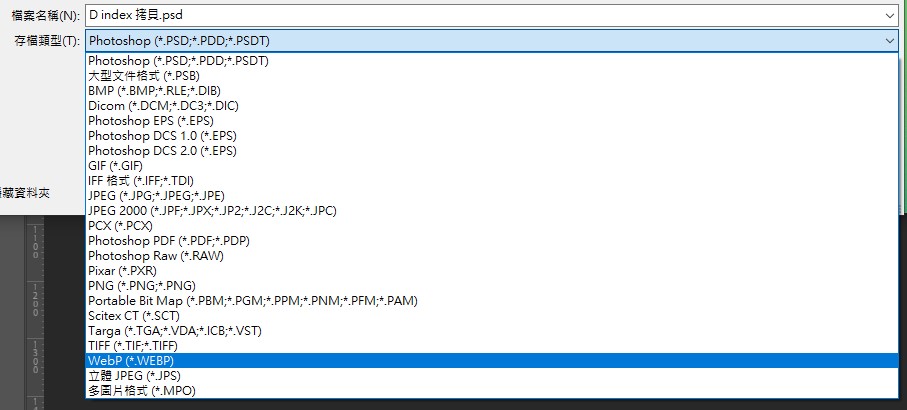 檔案名稱(N): D index 拷貝.psd
存檔類型(T): Photoshop (*.PSD;*.PDD;*.PSDT)
Photoshop (*.PSD;*.PDD;*.PSDT)
大型文件格式 (*.PSB)
BMP (*.BMP;*.RLE;*.DIB)
Dicom (*.DCM;*.DC3;*.DIC)
Photoshop EPS (*.EPS)
Photoshop DCS 1.0 (*.EPS)
Photoshop DCS 2.0 (*.EPS)
GIF (*.GIF)
IFF 格式 (*.IFF;*.TDI)
JPEG (*.JPG;*.JPEG;*.JPE)
JPEG 2000 (*.JPF;*.JPX;*.JP2;*.J2C;*.J2K;*.JPC)
PCX (*.PCX)
Photoshop PDF (*.PDF;*.PDP)
Photoshop Raw (*.RAW)
Pixar (*.PXR)
PNG (*.PNG;*.PNG)
Portable Bit Map (*.PBM;*.PGM;*.PPM;*.PNM;*.PFM;*.PAM)
Scitex CT (*.SCT)
Targa (*.TGA;*.VDA;*.ICB;*.VST)
TIFF (*.TIF;*.TIFF)
WebP (*.WEBP)
立體 JPEG (*.JPS)
多圖片格式 (*.MPO)
藏資料夾
1100
1200
1300